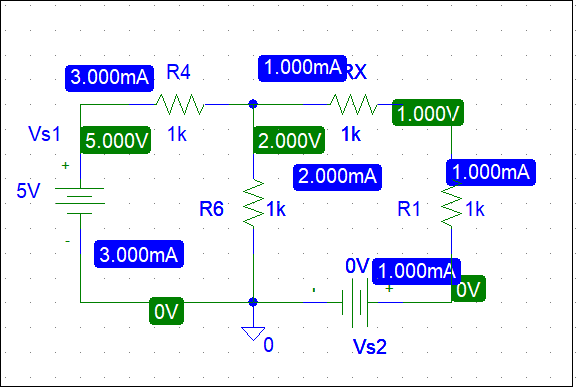 R4
1.000mA
RX
3.000mA
1.000V
Vs1
5.000V
1k
2.000V
1k
+
2.000mA
1.000mA
5V
R6
1k
R1
1k
-
3.000mA
0V
1.000mA
-
+
0V
0V
0
Vs2